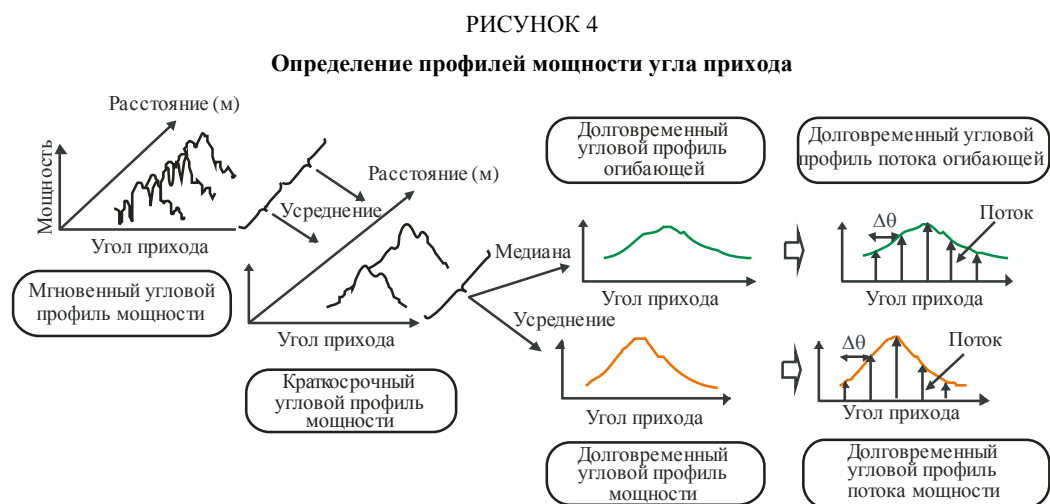 РИСУНОК 4
Определение профилей мощности угла прихода
Расстояние (м)
Мощность
Угол прихода
Мгновенный угловой
профиль мощности
Усреднение
Расстояние (м)
Угол прихода
Краткосрочный
угловой профиль
мощности
Медиана
Усреднение
Долговременный
угловой профиль
огибающей
Угол прихода
Долговременный угловой
профиль потока огибающей
Δθ
Поток
Угол прихода
Угол прихода
Долговременный
угловой профиль
мощности
Δθ
Поток
Угол прихода
Долговременный
угловой профиль
потока мощности